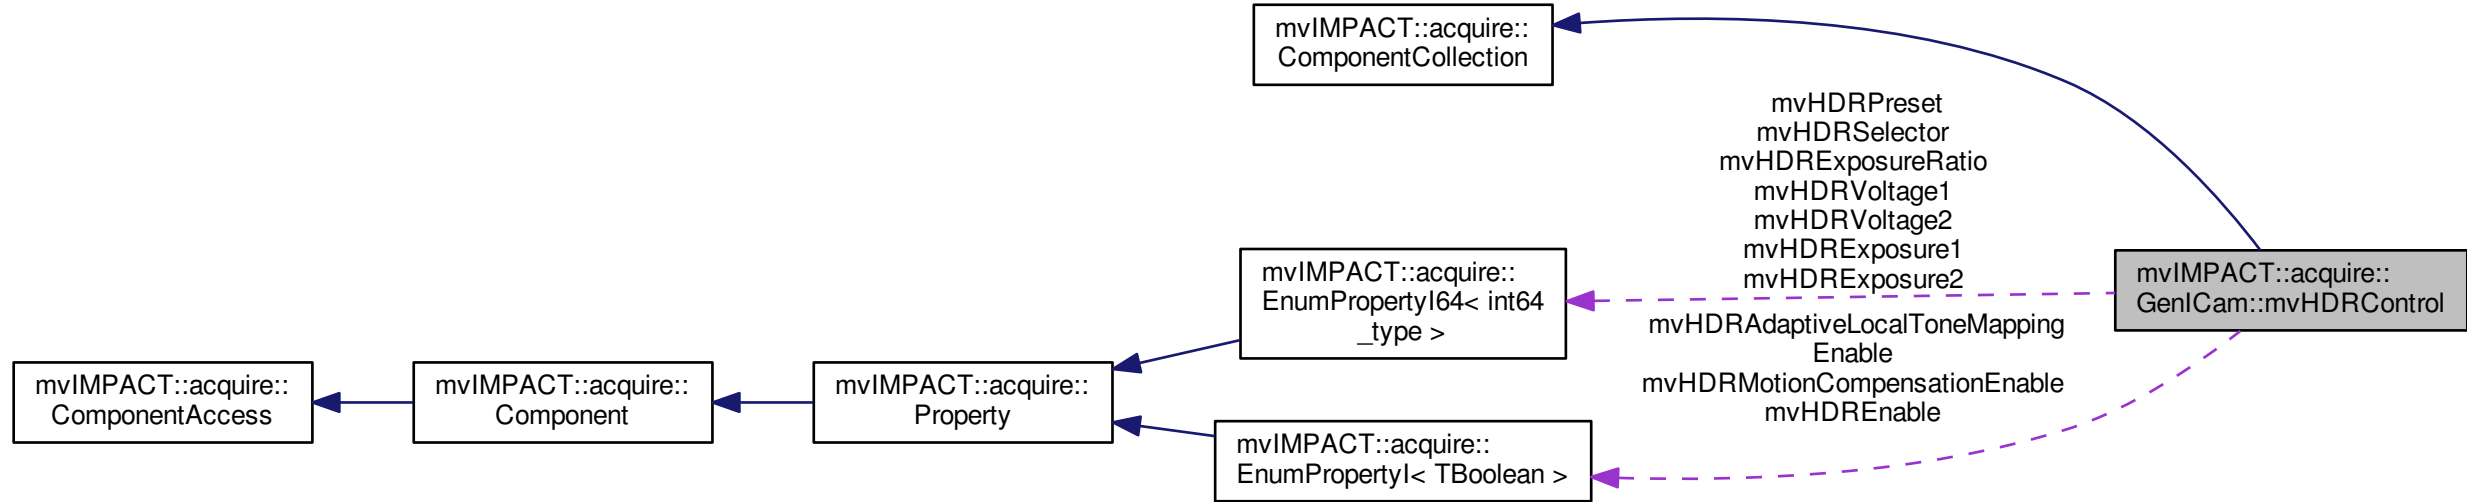 mvIMPACT::acquire::
ComponentCollection
mvHDRPreset
mvHDRSelector
mvHDRExposureRatio
mvHDRVoltage1
mvHDRVoltage2
mvHDRExposure1
mvHDRExposure2
mvIMPACT::acquire::
EnumPropertyI64< int64
_type >
mvIMPACT::acquire::
GenICam::mvHDRControl
mvHDRAdaptiveLocalToneMapping
Enable
mvHDRMotionCompensationEnable
mvHDREnable
mvIMPACT::acquire::
ComponentAccess
mvIMPACT::acquire::
Component
mvIMPACT::acquire::
Property
mvIMPACT::acquire::
EnumPropertyI< TBoolean >